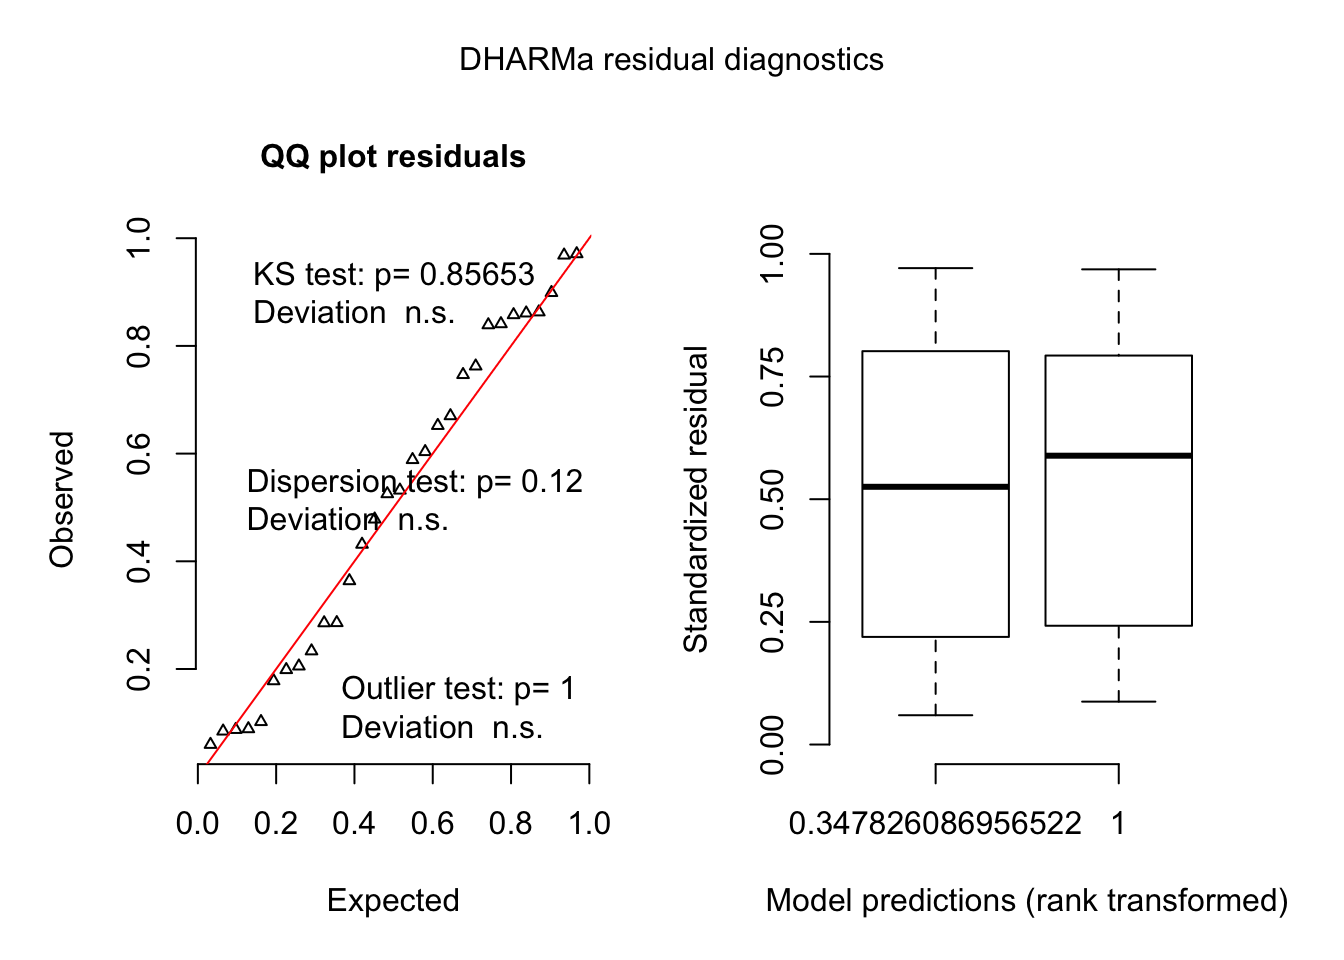 DHARMa residual diagnostics
QQ plot residuals
KS test: p= 0.85653
Deviation  n.s.
Dispersion test: p= 0.12
Deviation  n.s.
Outlier test: p= 1
Deviation  n.s.
Observed
1.0
0.8
0.6
0.4
0.2
0.0 0.2 0.4 0.6 0.8 1.0
Expected
Standardized residual
1.00
0.75
0.50
0.25
0.00
0.347826086956522 1
Model predictions (rank transformed)